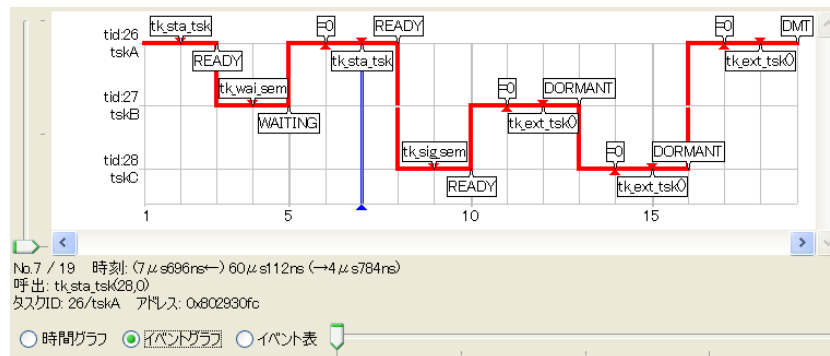 tk_sta_tsk =0 READY =0 DMT
tid:26
tskA
READY tk_sta_tsk tk_ext_tsk()
tk_wai_sem =0 DORMANT
tid:27
tskB
WAITING tk_ext_tsk()
tk_sig_sem =0 DORMANT
tid:28
tskC
READY tk_ext_tsk()
1 5 10 15
No.7 / 19 時刻: (7μs696ns←) 60μs112ns (→4μs784ns)
呼出: tk_sta_tsk(28,0)
タスクID: 26/tskA アドレス: 0x802930fc
時間グラフ イベントグラフ イベント表